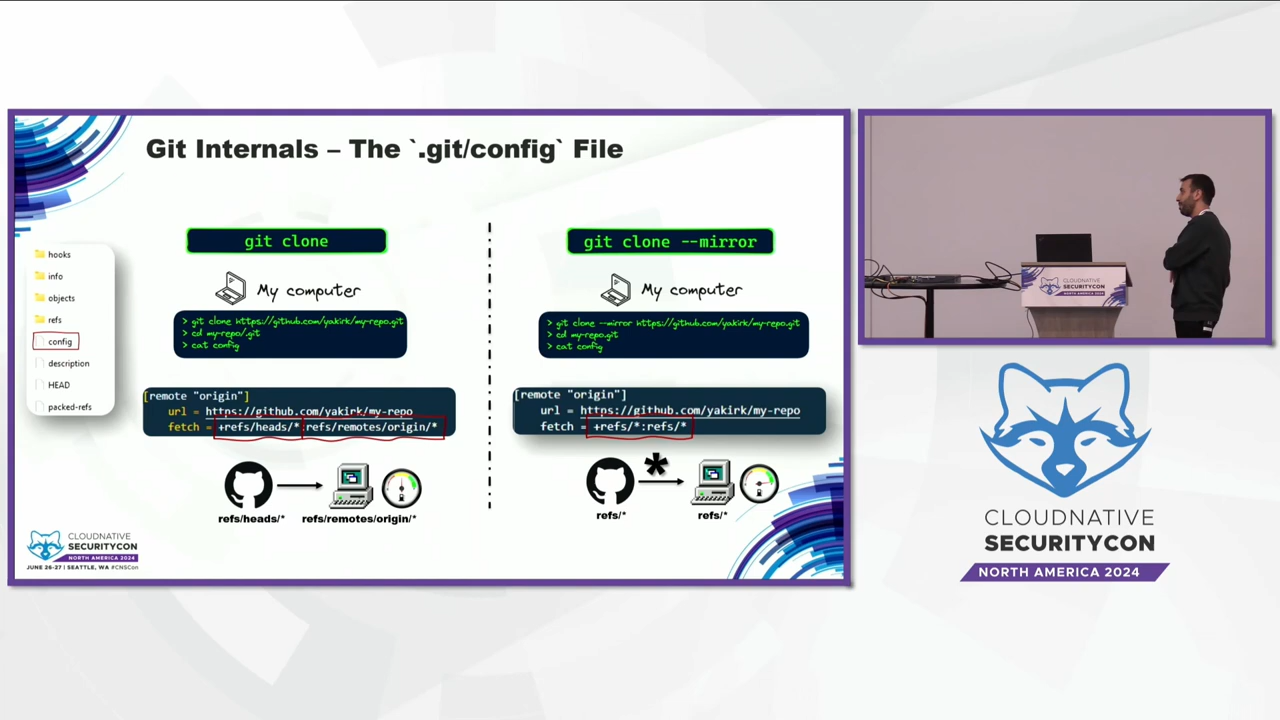 Git Internals – The `.git/config` File
hooks
info
objects
refs
config
description
HEAD
packed-refs
git clone
My computer
> git clone https://github.com/yakirk/my-repo.git
> cd my-repo/.git
> cat config
[remote "origin"]
url = https://github.com/yakirk/my-repo
fetch = +refs/heads/*:refs/remotes/origin/*
refs/heads/*
refs/remotes/origin/*
git clone --mirror
My computer
> git clone --mirror https://github.com/yakirk/my-repo.git
> cd my-repo.git
> cat config
[remote "origin"]
url = https://github.com/yakirk/my-repo
fetch = +refs/*:refs/*
*
refs/*
refs/*
CLOUDNATIVE
SECURITYCON
NORTH AMERICA 2024
JUNE 26-27 | SEATTLE, WA #CNSCon
CLOUDNATIVE
SECURITYCON
NORTH AMERICA 2024
CLOUDNATIVE
SECURITYCON
NORTH AMERICA 2024